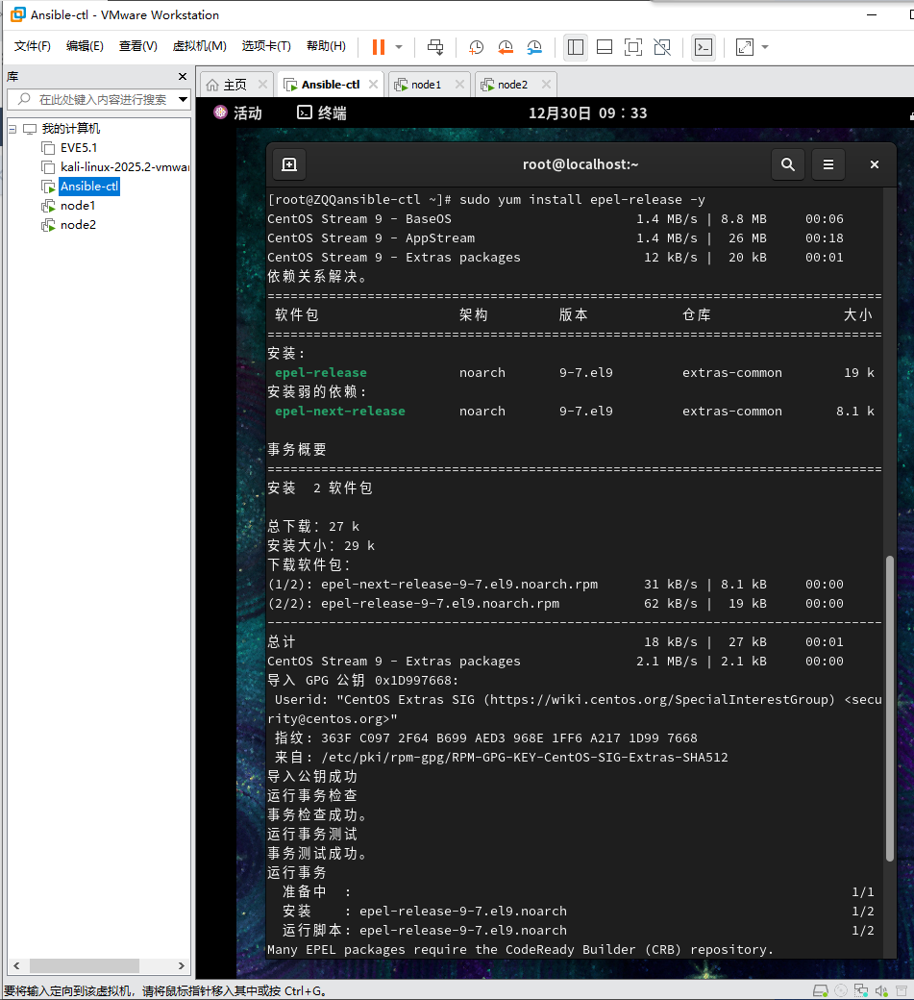 Ansible-ctl - VMware Workstation
文件(F) 编辑(E) 查看(V) 虚拟机(M) 选项卡(T) 帮助(H)
库
在此处键入内容进行搜索
我的计算机
EVE5.1
kali-linux-2025.2-vmwar
Ansible-ctl
node1
node2
主页 Ansible-ctl node1 node2
活动 终端 12月30日 09：33
root@localhost:~
[root@ZQQansible-ctl ~]# sudo yum install epel-release -y
CentOS Stream 9 - BaseOS 1.4 MB/s | 8.8 MB 00:06
CentOS Stream 9 - AppStream 1.4 MB/s | 26 MB 00:18
CentOS Stream 9 - Extras packages 12 kB/s | 20 kB 00:01
依赖关系解决。
================================================================================
软件包 架构 版本 仓库 大小
================================================================================
安装:
epel-release noarch 9-7.el9 extras-common 19 k
安装弱的依赖:
epel-next-release noarch 9-7.el9 extras-common 8.1 k
事务概要
================================================================================
安装 2 软件包
总下载：27 k
安装大小：29 k
下载软件包：
(1/2): epel-next-release-9-7.el9.noarch.rpm 31 kB/s | 8.1 kB 00:00
(2/2): epel-release-9-7.el9.noarch.rpm 62 kB/s | 19 kB 00:00
--------------------------------------------------------------------------------
总计 18 kB/s | 27 kB 00:01
CentOS Stream 9 - Extras packages 2.1 MB/s | 2.1 kB 00:00
导入 GPG 公钥 0x1D997668:
Userid: "CentOS Extras SIG (https://wiki.centos.org/SpecialInterestGroup) <secu
rity@centos.org>"
指纹: 363F C097 2F64 B699 AED3 968E 1FF6 A217 1D99 7668
来自: /etc/pki/rpm-gpg/RPM-GPG-KEY-CentOS-SIG-Extras-SHA512
导入公钥成功
运行事务检查
事务检查成功。
运行事务测试
事务测试成功。
运行事务
准备中 : 1/1
安装 : epel-release-9-7.el9.noarch 1/2
运行脚本: epel-release-9-7.el9.noarch 1/2
Many EPEL packages require the CodeReady Builder (CRB) repository.
要将输入定向到该虚拟机，请将鼠标指针移入其中或按 Ctrl+G。